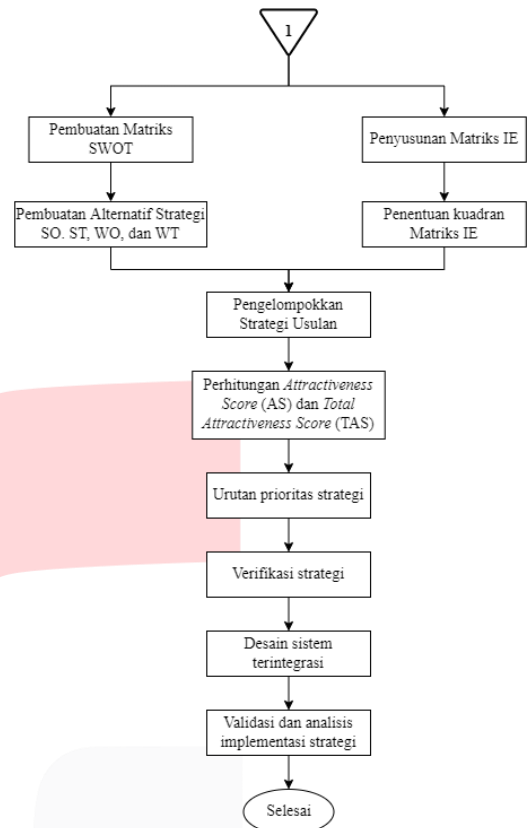 1
Pembuatan Matriks
SWOT
Penyusunan Matriks IE
Pembuatan Alternatif Strategi
SO. ST, WO, dan WT
Penentuan kuadran
Matriks IE
Pengelompokkan
Strategi Usulan
Perhitungan Attractiveness
Score (AS) dan Total
Attractiveness Score (TAS)
Urutan prioritas strategi
Verifikasi strategi
Desain sistem
terintegrasi
Validasi dan analisis
implementasi strategi
Selesai